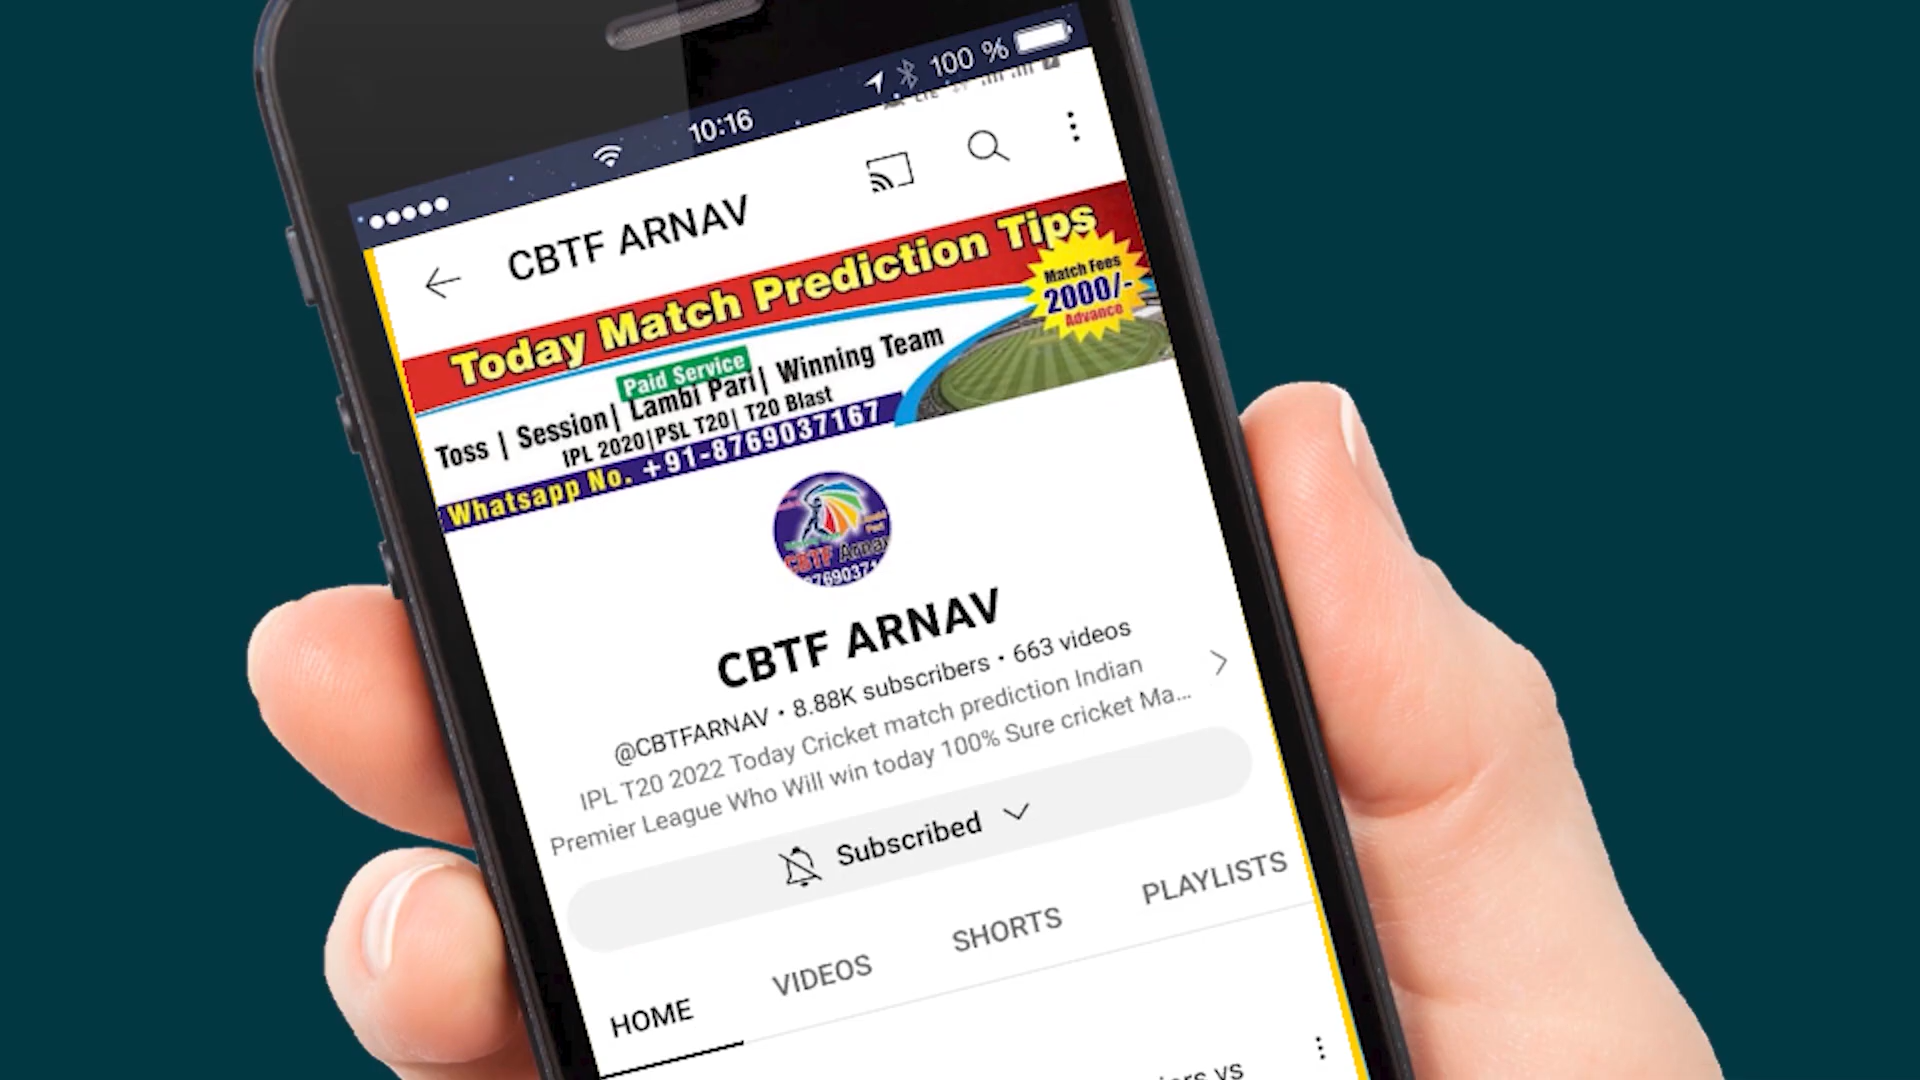 10:16
100 %
CBTF ARNAV
Today Match Prediction Tips
Match Fees
2000/-
Advance
Paid Service
Toss | Session| Lambi Pari| Winning Team
IPL 2020|PSL T20| T20 Blast
Whatsapp No. +91-8769037167
CBTF Arnav
CBTF ARNAV
@CBTFARNAV • 8.88K subscribers • 663 videos
IPL T20 2022 Today Cricket match prediction Indian
Premier League Who Will win today 100% Sure cricket Ma...
Subscribed
HOME VIDEOS SHORTS PLAYLISTS
vs